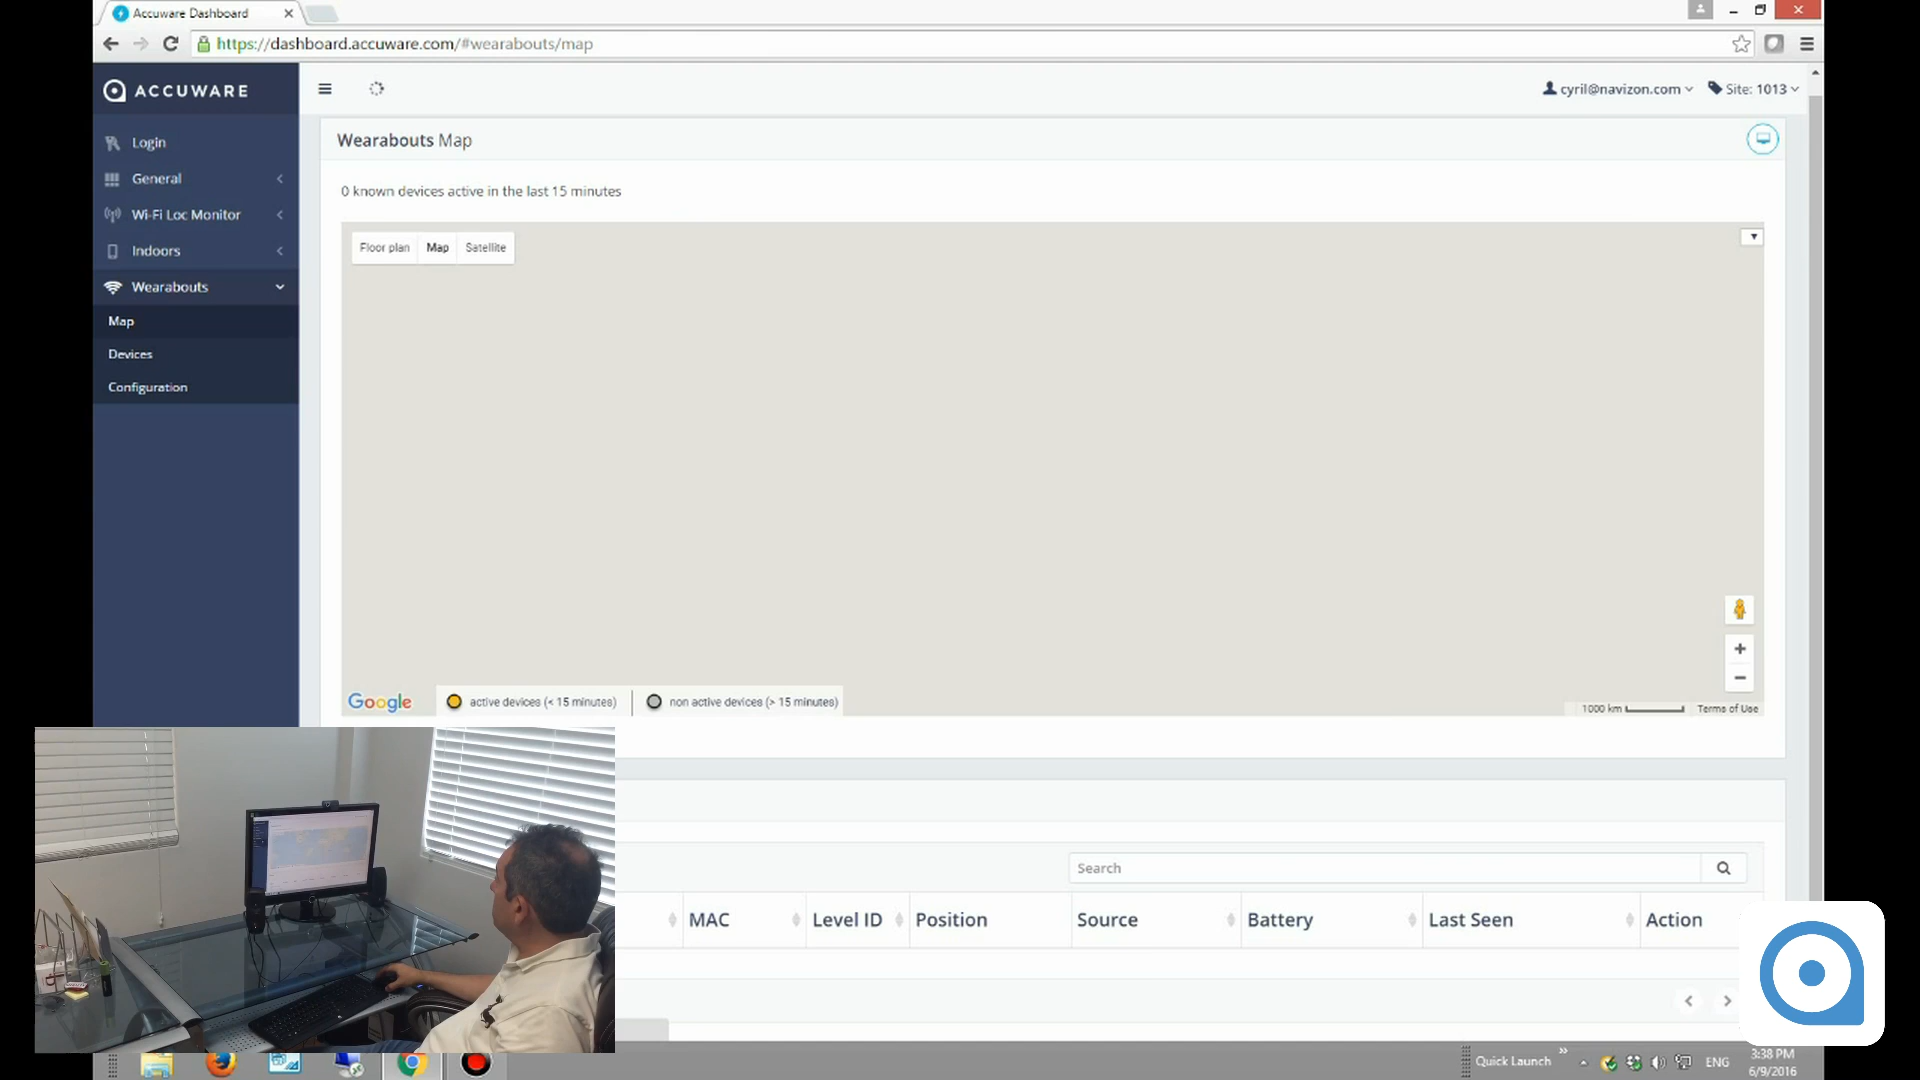 Accuware Dashboard
https://dashboard.accuware.com/#wearabouts/map
ACCUWARE
cyril@navizon.com
Site: 1013
Login
General
Wi-Fi Loc Monitor
Indoors
Wearabouts
Map
Devices
Configuration
Wearabouts Map
0 known devices active in the last 15 minutes
Floor plan
Map
Satellite
Google
active devices (< 15 minutes)
non active devices (> 15 minutes)
1000 km
Terms of Use
Search
MAC
Level ID
Position
Source
Battery
Last Seen
Action
Quick Launch
ENG
3:38 PM
6/9/2016